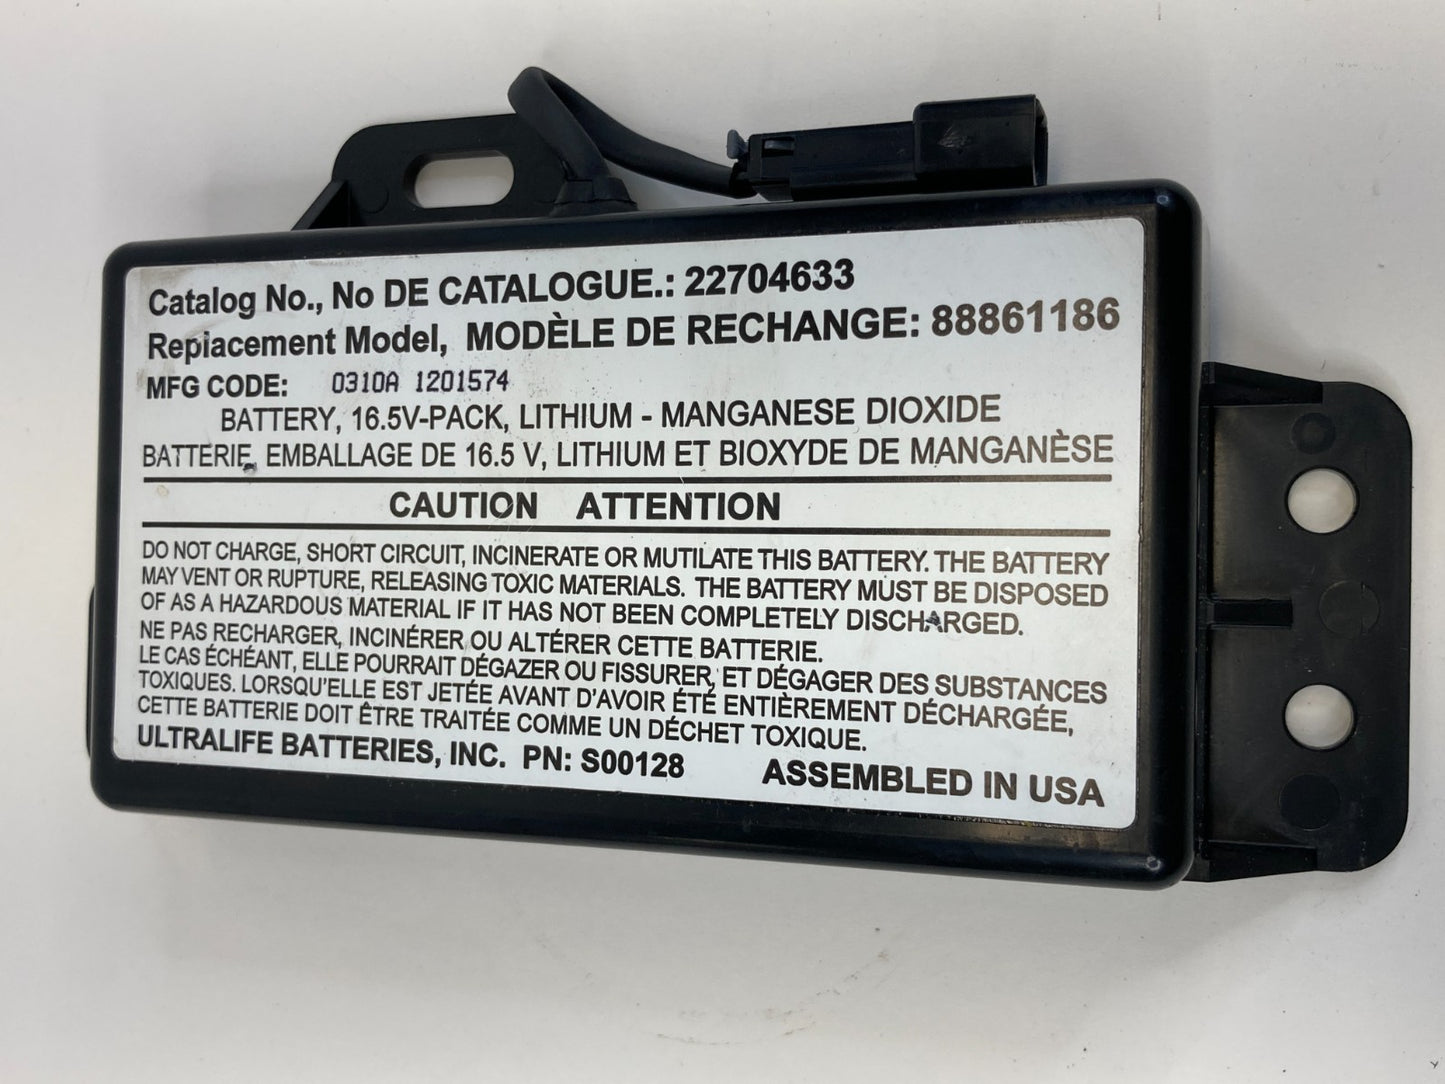 Catalog No., No DE CATALOGUE.: 22704633
Replacement Model, MODÈLE DE RECHANGE: 88861186
MFG CODE: 0310A 1201574
BATTERY, 16.5V-PACK, LITHIUM - MANGANESE DIOXIDE
BATTERIE, EMBALLAGE DE 16.5 V, LITHIUM ET BIOXYDE DE MANGANÈSE
CAUTION ATTENTION
DO NOT CHARGE, SHORT CIRCUIT, INCINERATE OR MUTILATE THIS BATTERY. THE BATTERY
MAY VENT OR RUPTURE, RELEASING TOXIC MATERIALS. THE BATTERY MUST BE DISPOSED
OF AS A HAZARDOUS MATERIAL IF IT HAS NOT BEEN COMPLETELY DISCHARGED.
NE PAS RECHARGER, INCINÉRER OU ALTÉRER CETTE BATTERIE.
LE CAS ÉCHÉANT, ELLE POURRAIT DÉGAZER OU FISSURER, ET DÉGAGER DES SUBSTANCES
TOXIQUES. LORSQU'ELLE EST JETÉE AVANT D'AVOIR ÉTÉ ENTIÈREMENT DÉCHARGÉE,
CETTE BATTERIE DOIT ÊTRE TRAITÉE COMME UN DÉCHET TOXIQUE.
ULTRALIFE BATTERIES, INC. PN: S00128 ASSEMBLED IN USA